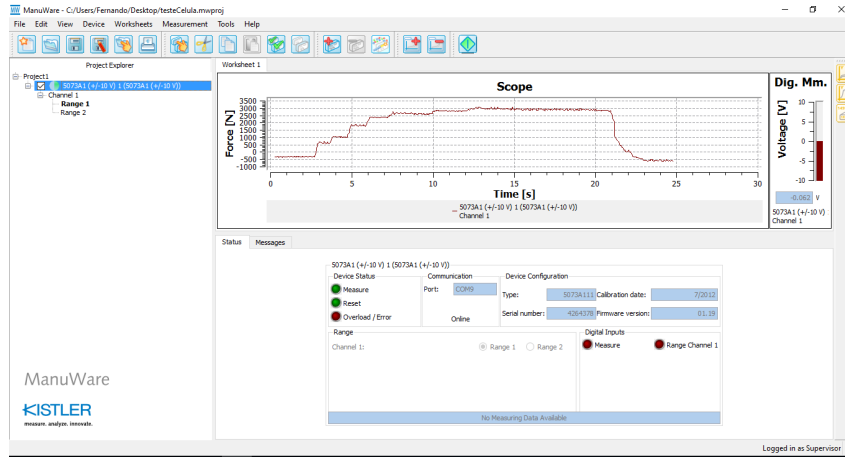 ManuWare - C:/Users/Fernando/Desktop/testeCelula.mwproj
File Edit View Device Worksheets Measurement Tools Help
Project Explorer
Project1
5073A1 (+/-10 V) 1 (5073A1 (+/-10 V))
Channel 1
Range 1
Range 2
Worksheet 1
Scope
Force [N]
3500
3000
2500
2000
1500
1000
500
0
-500
-1000
0 5 10 15 20 25 30
Time [s]
5073A1 (+/-10 V) 1 (5073A1 (+/-10 V))
Channel 1
Dig. Mm.
Voltage [V]
10
5
0
-5
-10
-0.062 V
5073A1 (+/-10 V)
Channel 1
Status Messages
5073A1 (+/-10 V) 1 (5073A1 (+/-10 V))
Device Status
Measure
Reset
Overload / Error
Communication
Port: COM9
Online
Device Configuration
Type: 5073A111 Calibration date: 7/2012
Serial number: 4264378 Firmware version: 01.19
Range
Channel 1: Range 1 Range 2
Digital Inputs
Measure Range Channel 1
No Measuring Data Available
ManuWare
KISTLER
measure. analyze. innovate.
Logged in as Supervisor